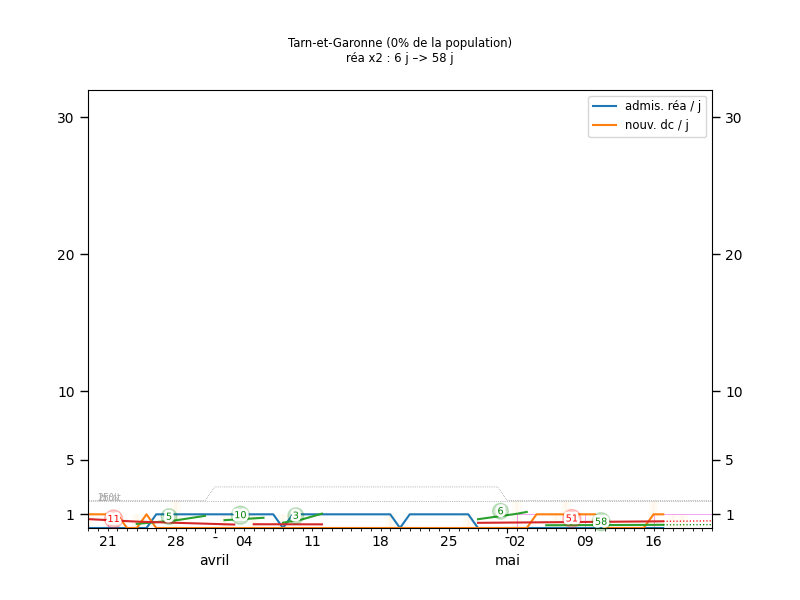 Tarn-et-Garonne (0% de la population)
réa x2 : 6 j –> 58 j
admis. réa / j
nouv. dc / j
30 30
20 20
10 10
5 5
1 1
11 5 10 3 6 51 58
21 28 - 04 11 18 25 - 02 09 16
avril mai